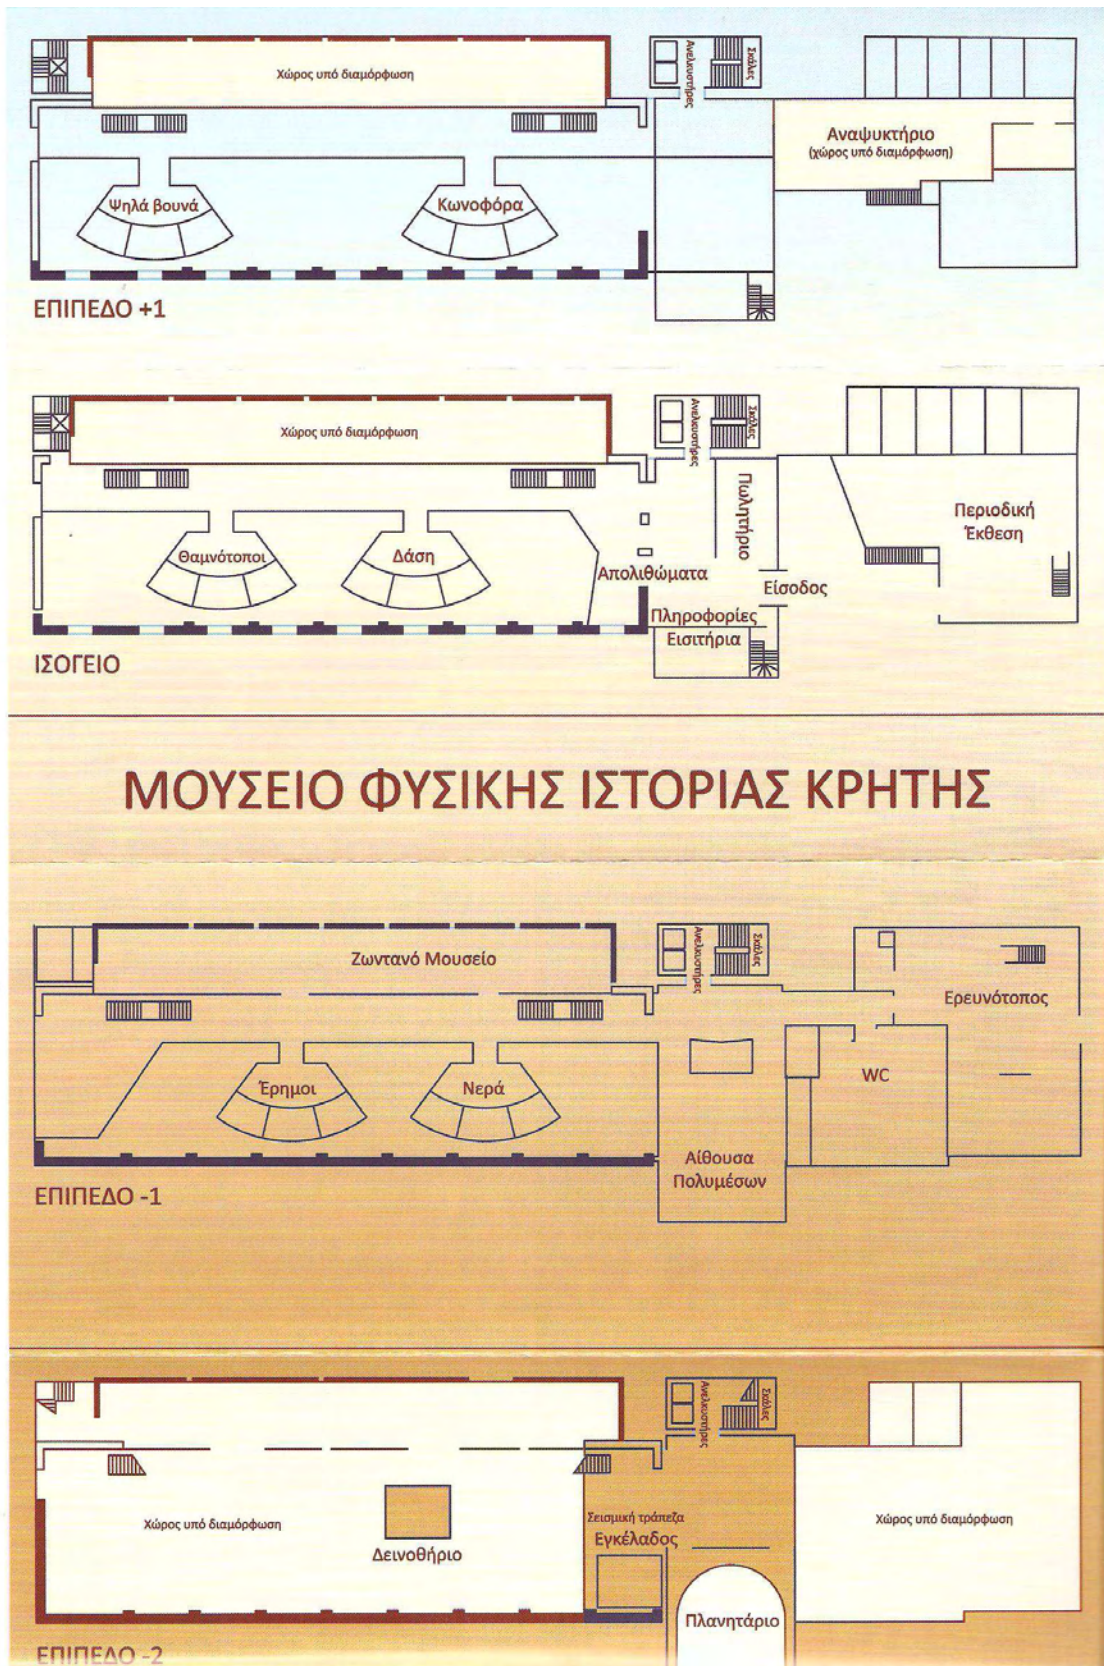 Χώρος υπό διαμόρφωση
Ανελκυστήρες
Σκάλες
Αναψυκτήριο
(χώρος υπό διαμόρφωση)
Ψηλά βουνά
Κωνοφόρα
ΕΠΙΠΕΔΟ +1
Χώρος υπό διαμόρφωση
Ανελκυστήρες
Σκάλες
Πωλητήριο
Περιοδική
Έκθεση
Θαμνότοποι
Δάση
Απολιθώματα
Είσοδος
Πληροφορίες
Εισιτήρια
ΙΣΟΓΕΙΟ
ΜΟΥΣΕΙΟ ΦΥΣΙΚΗΣ ΙΣΤΟΡΙΑΣ ΚΡΗΤΗΣ
Ζωντανό Μουσείο
Ανελκυστήρες
Σκάλες
Ερευνότοπος
Έρημοι
Νερά
WC
Αίθουσα
Πολυμέσων
ΕΠΙΠΕΔΟ -1
Ανελκυστήρες
Σκάλες
Χώρος υπό διαμόρφωση
Δεινοθήριο
Σεισμική τράπεζα
Εγκέλαδος
Χώρος υπό διαμόρφωση
Πλανητάριο
ΕΠΙΠΕΔΟ -2